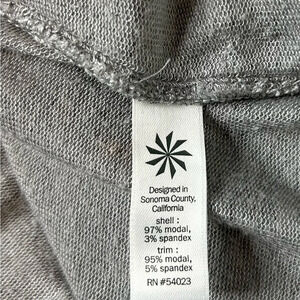 Designed in
Sonoma County,
California
shell :
97% modal,
3% spandex
trim :
95% modal,
5% spandex
RN #54023